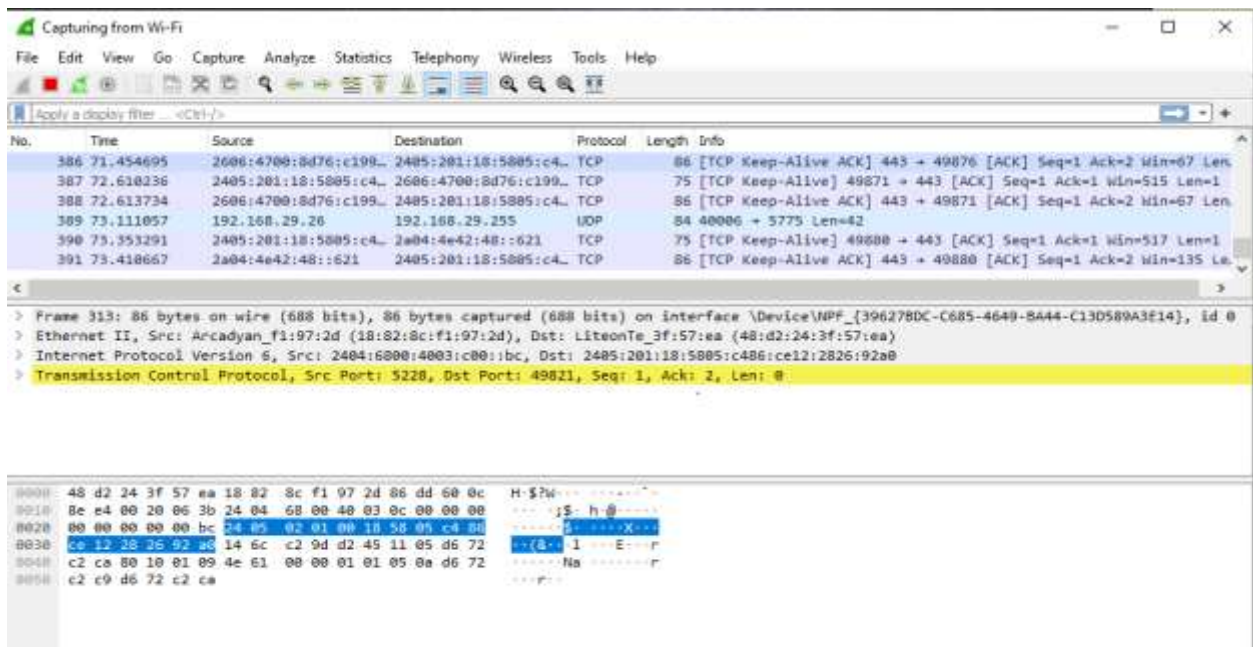 Capturing from Wi-Fi
File Edit View Go Capture Analyze Statistics Telephony Wireless Tools Help
Apply a display filter ... <Ctrl-/>
No. Time Source Destination Protocol Length Info
386 71.454695 2606:4700:8d76:c199… 2405:201:18:5805:c4… TCP 86 [TCP Keep-Alive ACK] 443 → 49876 [ACK] Seq=1 Ack=2 Win=67 Len
387 72.610236 2405:201:18:5805:c4… 2606:4700:8d76:c199… TCP 75 [TCP Keep-Alive] 49871 → 443 [ACK] Seq=1 Ack=1 Win=515 Len=1
388 72.613734 2606:4700:8d76:c199… 2405:201:18:5805:c4… TCP 86 [TCP Keep-Alive ACK] 443 → 49871 [ACK] Seq=1 Ack=2 Win=67 Len
389 73.111057 192.168.29.26 192.168.29.255 UDP 84 40006 → 5775 Len=42
390 73.353291 2405:201:18:5805:c4… 2a04:4e42:48::621 TCP 75 [TCP Keep-Alive] 49880 → 443 [ACK] Seq=1 Ack=1 Win=517 Len=1
391 73.410667 2a04:4e42:48::621 2405:201:18:5805:c4… TCP 86 [TCP Keep-Alive ACK] 443 → 49880 [ACK] Seq=1 Ack=2 Win=135 Le
Frame 313: 86 bytes on wire (688 bits), 86 bytes captured (688 bits) on interface \Device\NPF_{396278DC-C685-4649-BA44-C13D589A3E14}, id 0
Ethernet II, Src: Arcadyan_f1:97:2d (18:82:8c:f1:97:2d), Dst: LiteonTe_3f:57:ea (48:d2:24:3f:57:ea)
Internet Protocol Version 6, Src: 2404:6800:4003:c00::bc, Dst: 2405:201:18:5805:c486:ce12:2826:92a0
Transmission Control Protocol, Src Port: 5228, Dst Port: 49821, Seq: 1, Ack: 2, Len: 0
0000 48 d2 24 3f 57 ea 18 82 8c f1 97 2d 86 dd 60 0c H·$?W··· ···-··`·
0010 8e e4 00 20 06 3b 24 04 68 00 40 03 0c 00 00 00 ··· ·;$· h·@·····
0020 00 00 00 00 00 bc 24 05 02 01 00 18 58 05 c4 86 ······$· ····X···
0030 ce 12 28 26 92 a0 14 6c c2 9d d2 45 11 05 d6 72 ··(&···l ···E···r
0040 c2 ca 80 10 01 09 4e 61 00 00 01 01 05 0a d6 72 ······Na ·······r
0050 c2 c9 d6 72 c2 ca ···r··